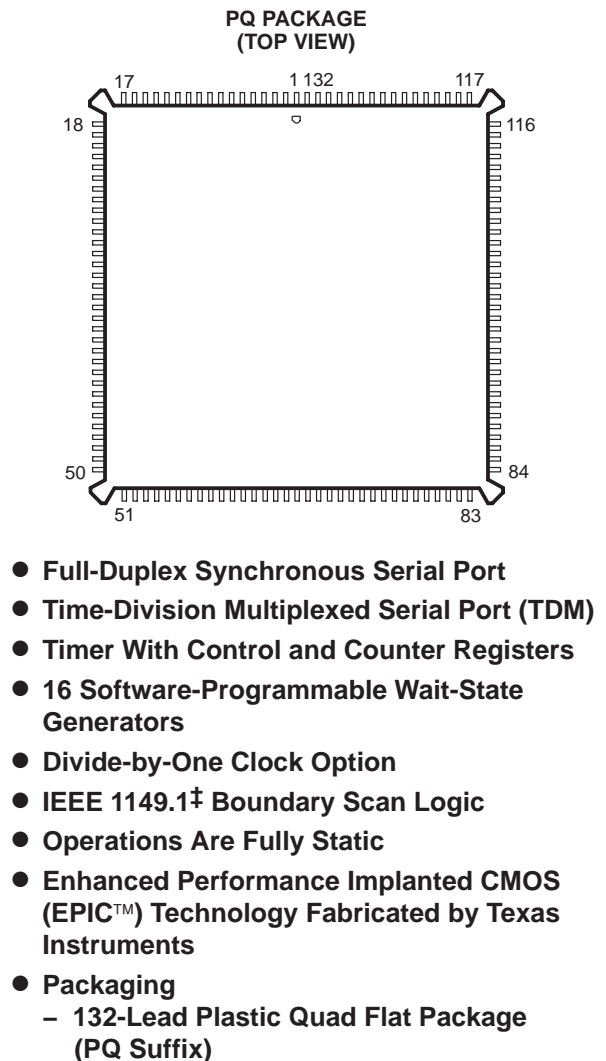 PQ PACKAGE
(TOP VIEW)
17 1 132 117
18 116
50 84
51 83
● Full-Duplex Synchronous Serial Port
● Time-Division Multiplexed Serial Port (TDM)
● Timer With Control and Counter Registers
● 16 Software-Programmable Wait-State
Generators
● Divide-by-One Clock Option
● IEEE 1149.1‡ Boundary Scan Logic
● Operations Are Fully Static
● Enhanced Performance Implanted CMOS
(EPIC™) Technology Fabricated by Texas
Instruments
● Packaging
– 132-Lead Plastic Quad Flat Package
(PQ Suffix)